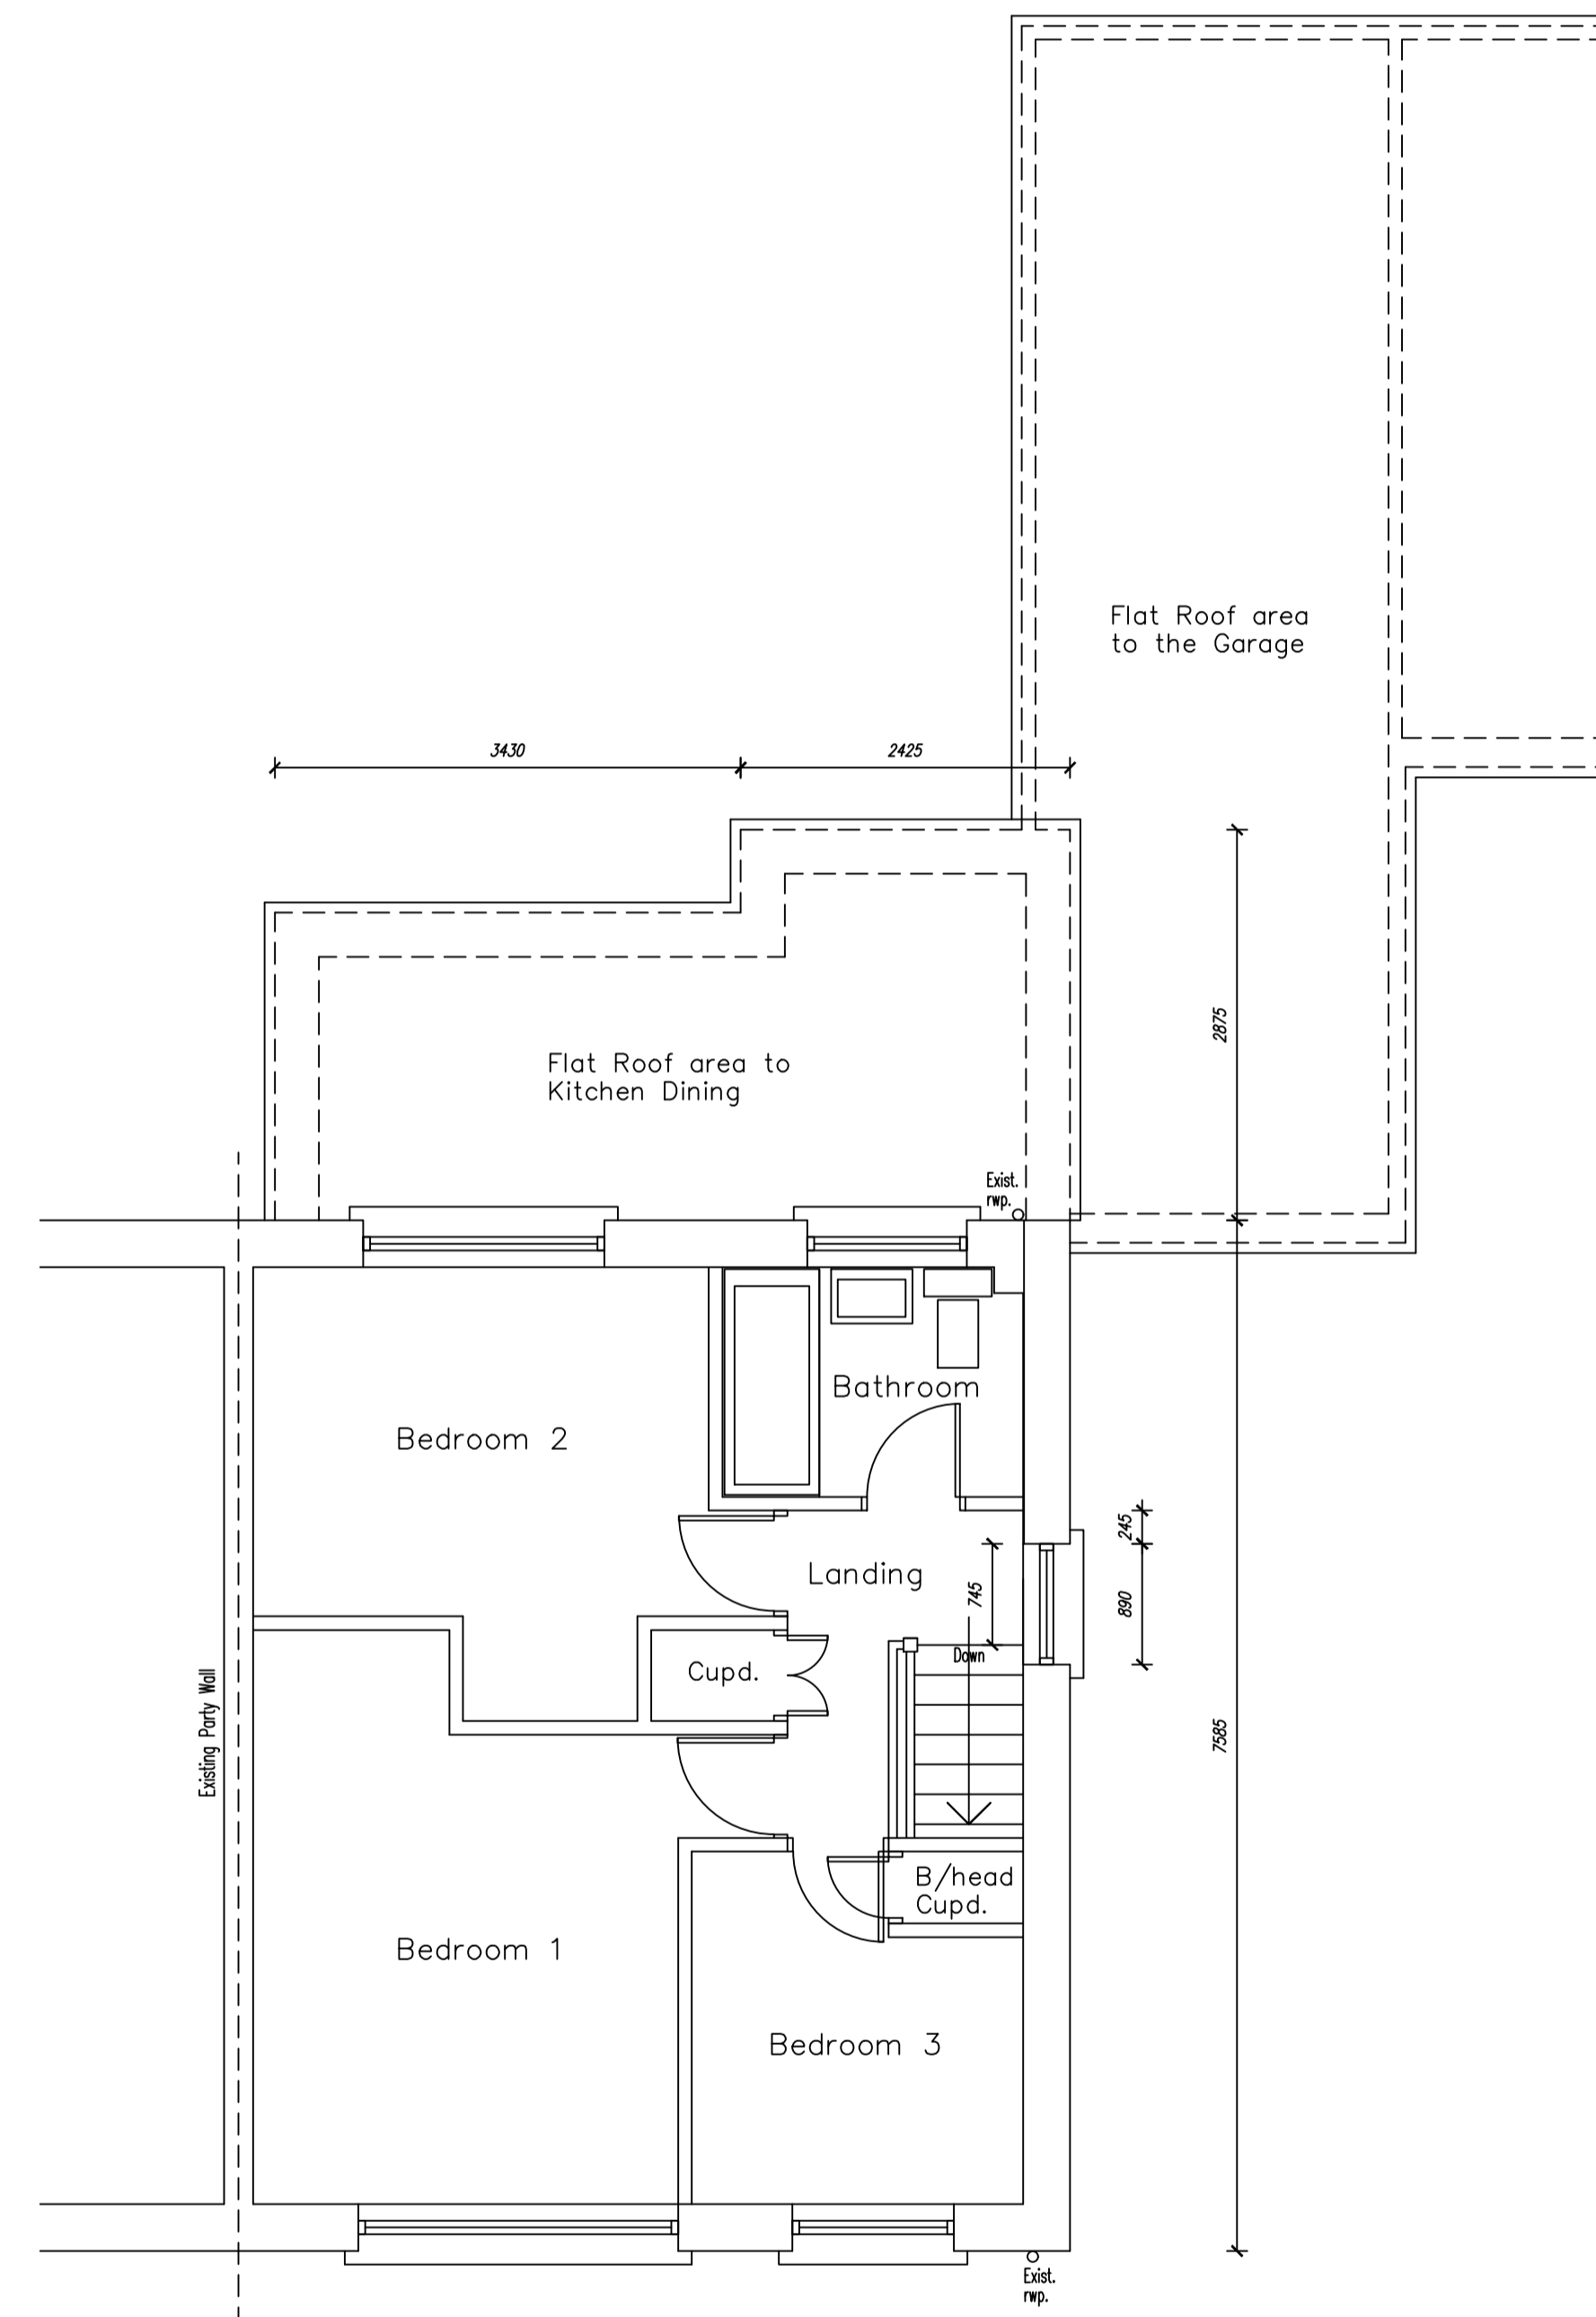 Flat Roof area
to the Garage
3430
2425
2875
Flat Roof area to
Kitchen Dining
Exist.
rwp.
Bathroom
Bedroom 2
245
Landing
745
890
Down
Cupd.
Existing Party Wall
7585
B/head
Cupd.
Bedroom 1
Bedroom 3
Exist.
rwp.